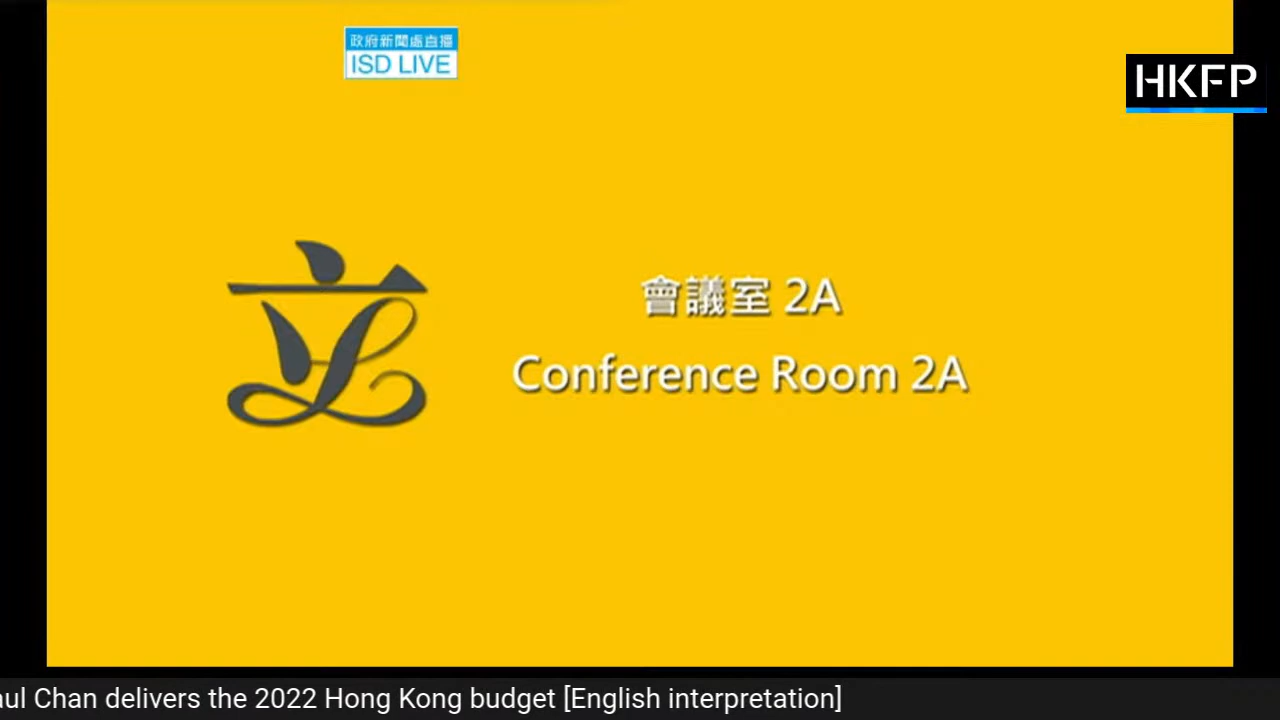 政府新聞處直播
ISD LIVE
HKFP
會議室 2A
Conference Room 2A
aul Chan delivers the 2022 Hong Kong budget [English interpretation]